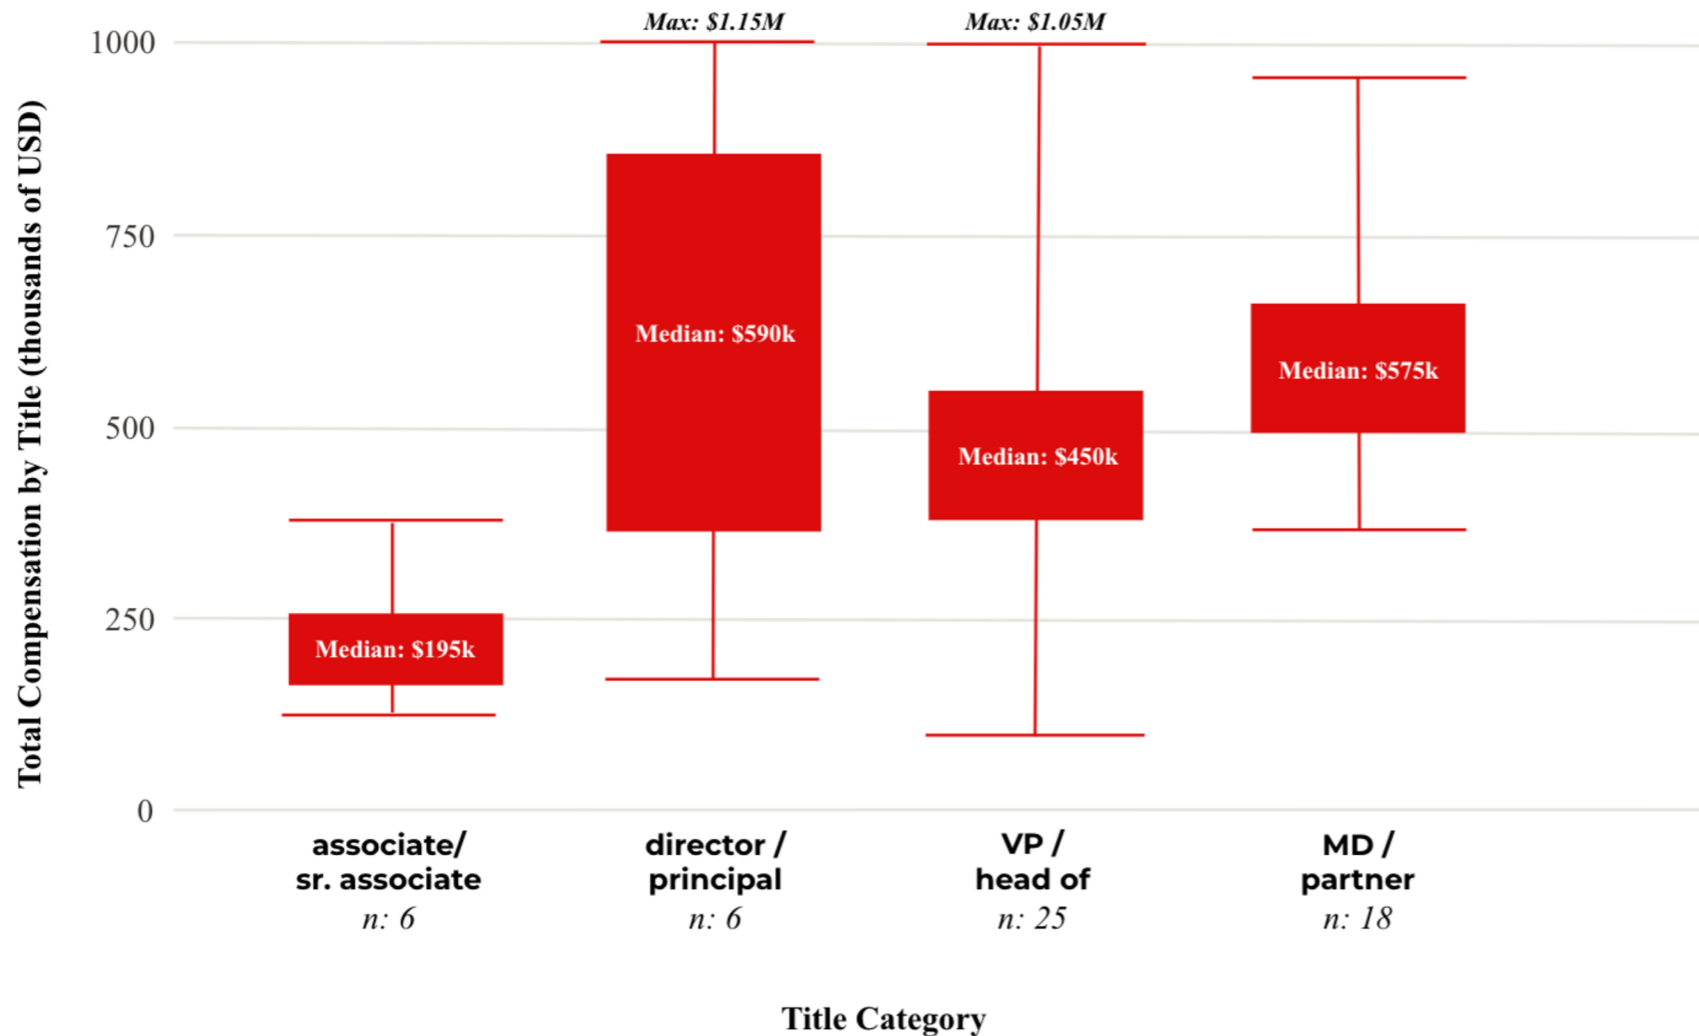 Max: $1.15M
Max: $1.05M
1000
750
500
250
0
Total Compensation by Title (thousands of USD)
Median: $590k
Median: $575k
Median: $450k
Median: $195k
associate/
sr. associate
n: 6
director /
principal
n: 6
VP /
head of
n: 25
MD /
partner
n: 18
Title Category